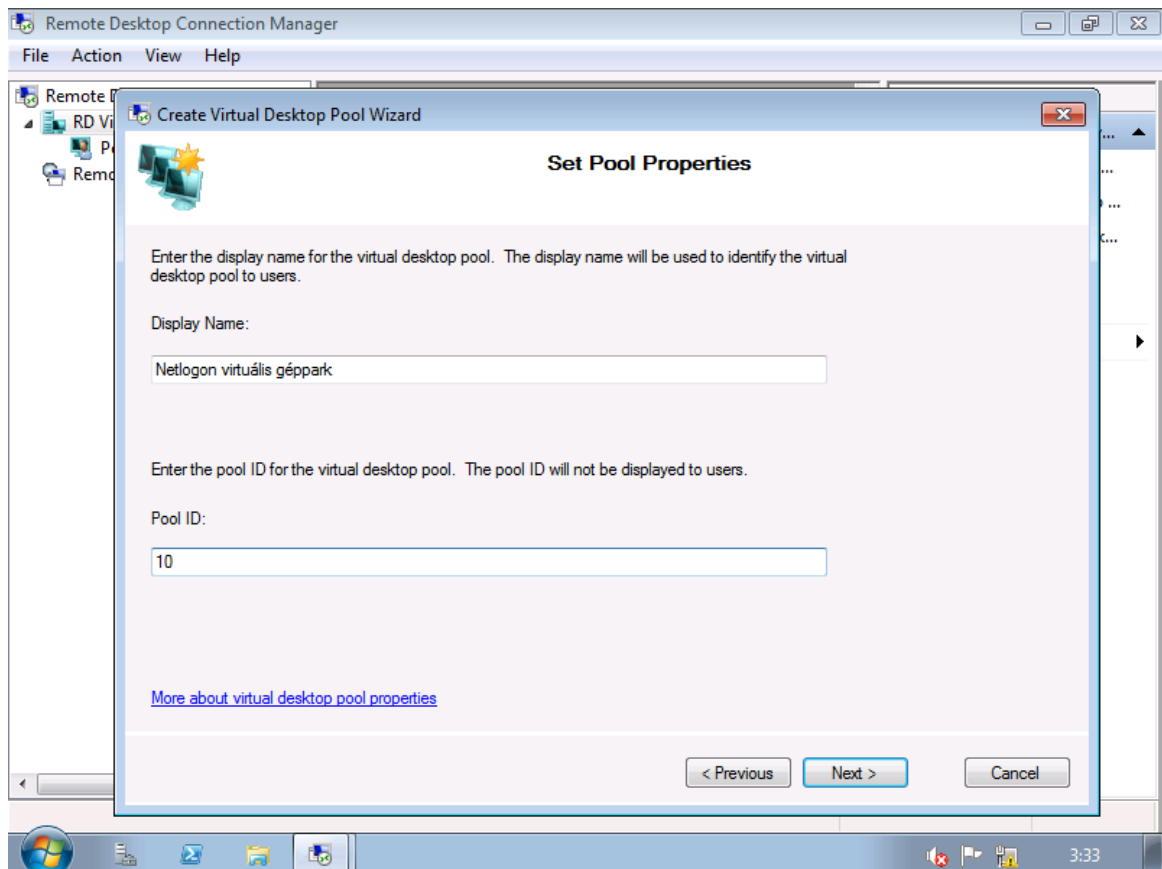 Remote Desktop Connection Manager
File Action View Help
Remote
RD Vi
Remo
Create Virtual Desktop Pool Wizard
Set Pool Properties
Enter the display name for the virtual desktop pool. The display name will be used to identify the virtual
desktop pool to users.
Display Name:
Netlogon virtuális géppark
Enter the pool ID for the virtual desktop pool. The pool ID will not be displayed to users.
Pool ID:
10
More about virtual desktop pool properties
< Previous Next > Cancel
3:33